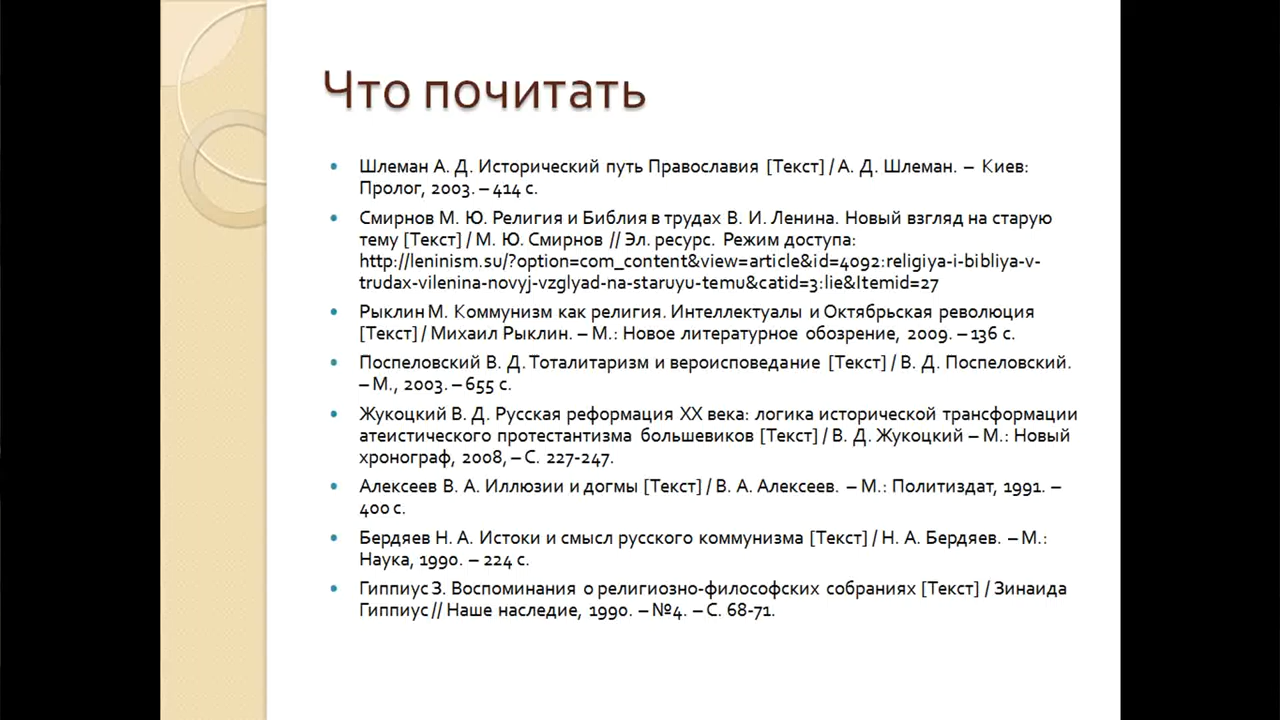 Что почитать
Шлеман А. Д. Исторический путь Православия [Текст] / А. Д. Шлеман. – Киев:
Пролог, 2003. – 414 с.
Смирнов М. Ю. Религия и Библия в трудах В. И. Ленина. Новый взгляд на старую
тему [Текст] / М. Ю. Смирнов // Эл. ресурс. Режим доступа:
http://leninism.su/?option=com_content&view=article&id=4092:religiya-i-bibliya-v-
trudax-vilenina-novyj-vzglyad-na-staruyu-temu&catid=3:lie&Itemid=27
Рыклин М. Коммунизм как религия. Интеллектуалы и Октябрьская революция
[Текст] / Михаил Рыклин. – М.: Новое литературное обозрение, 2009. – 136 с.
Поспеловский В. Д. Тоталитаризм и вероисповедание [Текст] / В. Д. Поспеловский.
– М., 2003. – 655 с.
Жукоцкий В. Д. Русская реформация XX века: логика исторической трансформации
атеистического протестантизма большевиков [Текст] / В. Д. Жукоцкий – М.: Новый
хронограф, 2008, – С. 227-247.
Алексеев В. А. Иллюзии и догмы [Текст] / В. А. Алексеев. – М.: Политиздат, 1991. –
400 с.
Бердяев Н. А. Истоки и смысл русского коммунизма [Текст] / Н. А. Бердяев. – М.:
Наука, 1990. – 224 с.
Гиппиус З. Воспоминания о религиозно-философских собраниях [Текст] / Зинаида
Гиппиус // Наше наследие, 1990. – №4. – С. 68-71.